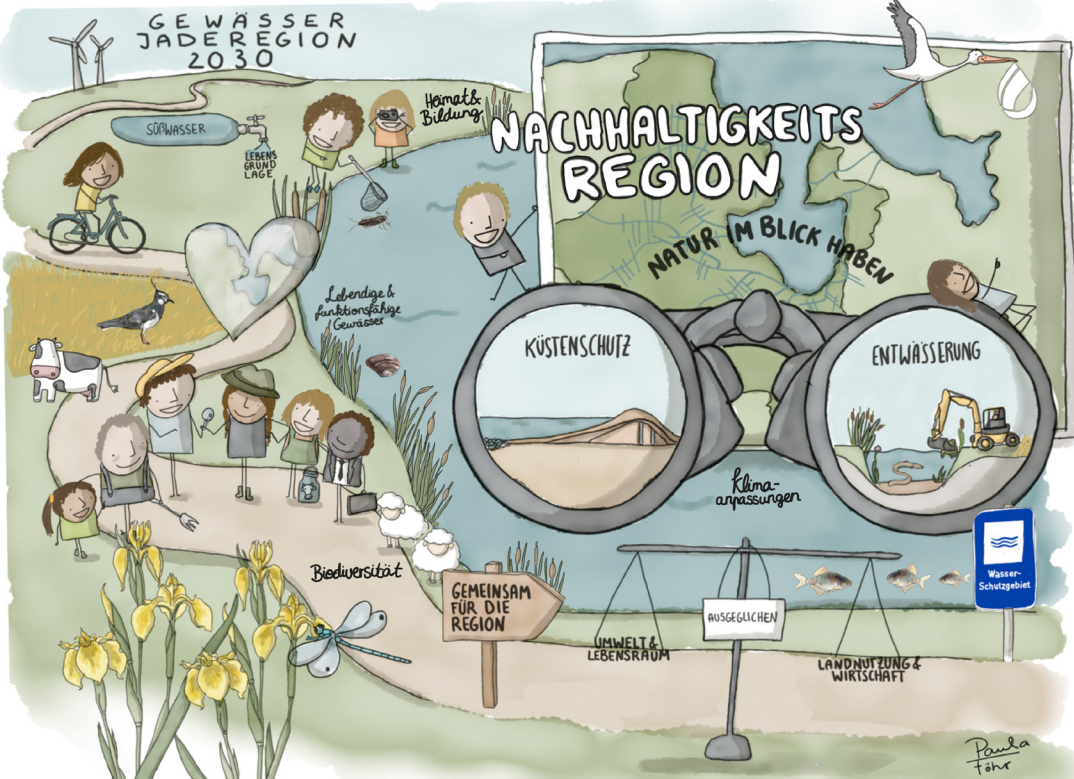 GEWÄSSER
JADEREGION
2030
Heimat &
Bildung
NACHHALTIGKEITS
REGION
SÜẞWASSER
LEBENS
GRUND
LAGE
NATUR IM BLICK HABEN
Lebendige &
funktionsfähige
Gewässer
KÜSTENSCHUTZ
ENTWÄSSERUNG
Klima-
anpassungen
Biodiversität
GEMEINSAM
FÜR DIE
REGION
Wasser-
Schutzgebiet
AUSGEGLICHEN
UMWELT &
LEBENSRAUM
LANDNUTZUNG &
WIRTSCHAFT
Paula
Föhr